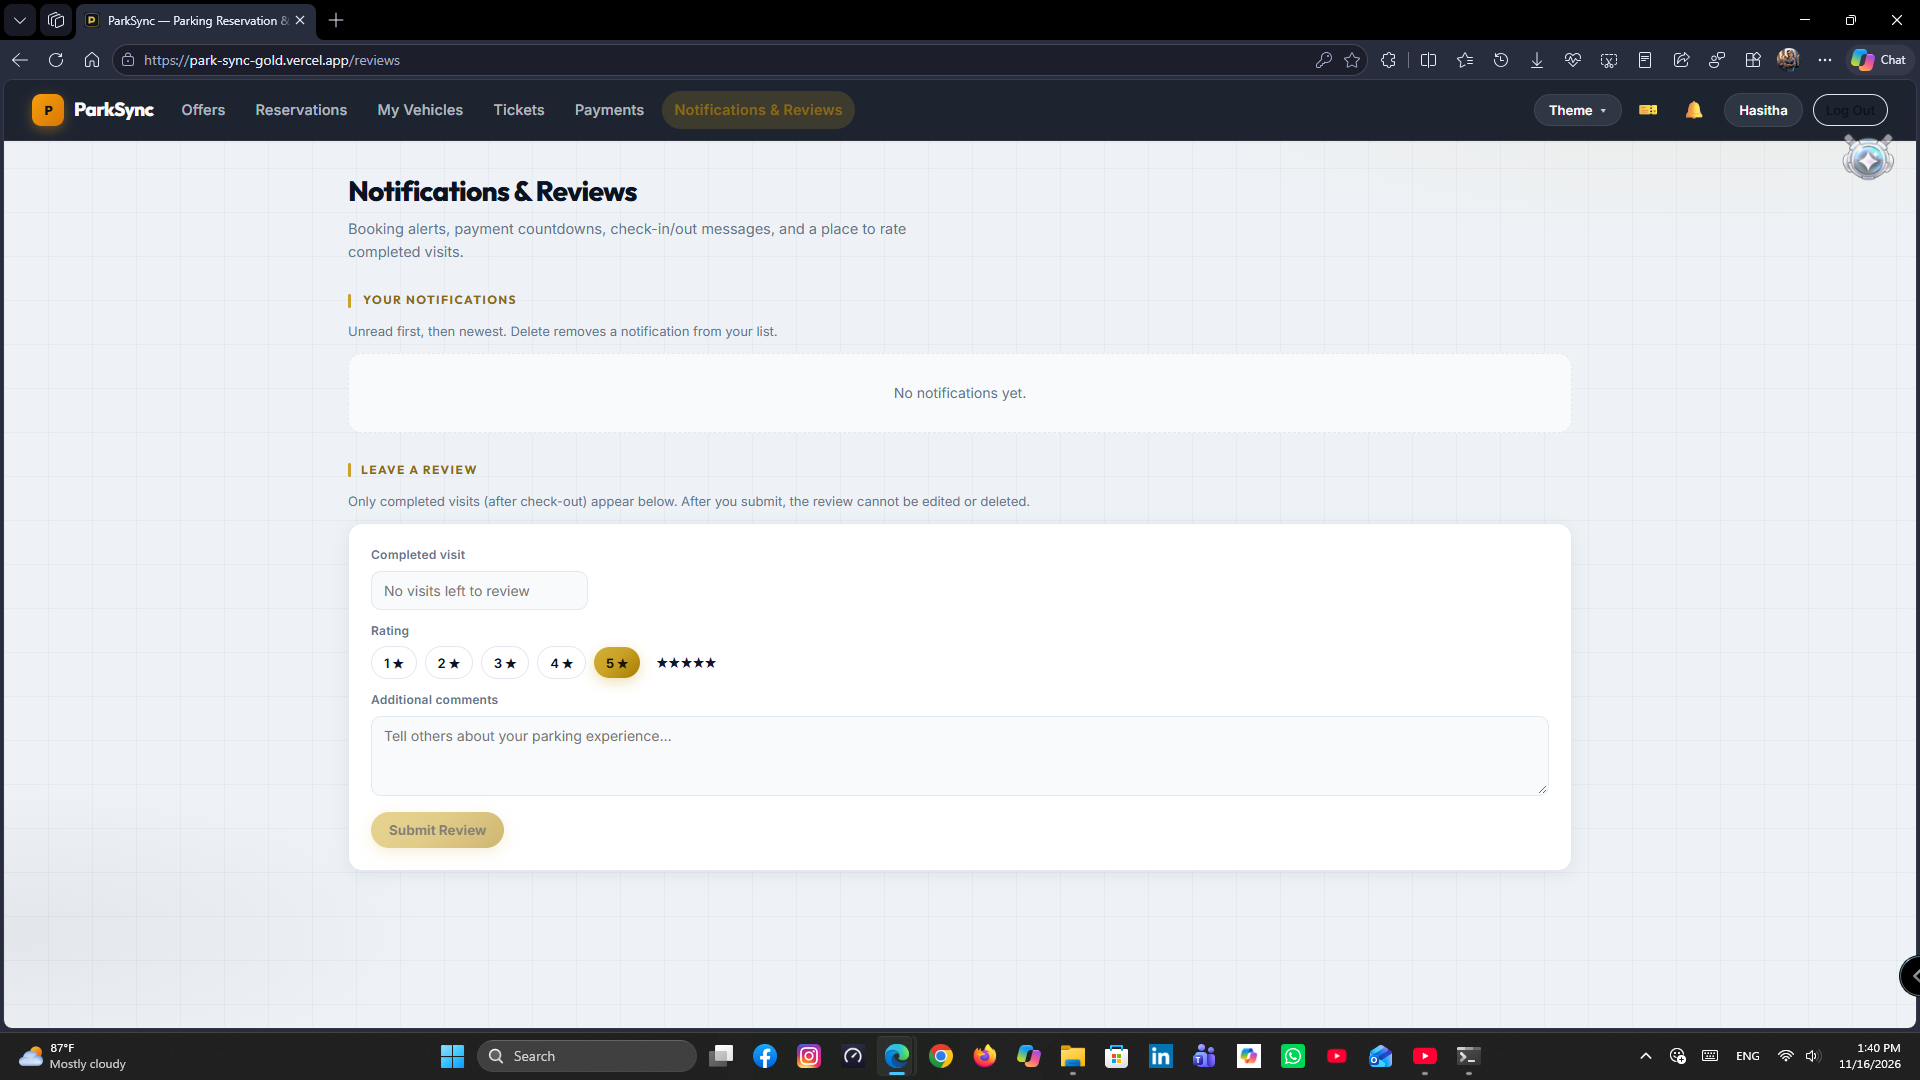 ParkSync — Parking Reservation &
https://park-sync-gold.vercel.app/reviews
Chat
P
ParkSync
Offers
Reservations
My Vehicles
Tickets
Payments
Notifications & Reviews
Theme
Hasitha
Log Out
Notifications & Reviews
Booking alerts, payment countdowns, check-in/out messages, and a place to rate
completed visits.
YOUR NOTIFICATIONS
Unread first, then newest. Delete removes a notification from your list.
No notifications yet.
LEAVE A REVIEW
Only completed visits (after check-out) appear below. After you submit, the review cannot be edited or deleted.
Completed visit
No visits left to review
Rating
1★ 2★ 3★ 4★ 5★ ★★★★★
Additional comments
Tell others about your parking experience...
Submit Review
87°F
Mostly cloudy
Search
ENG
1:40 PM
11/16/2026